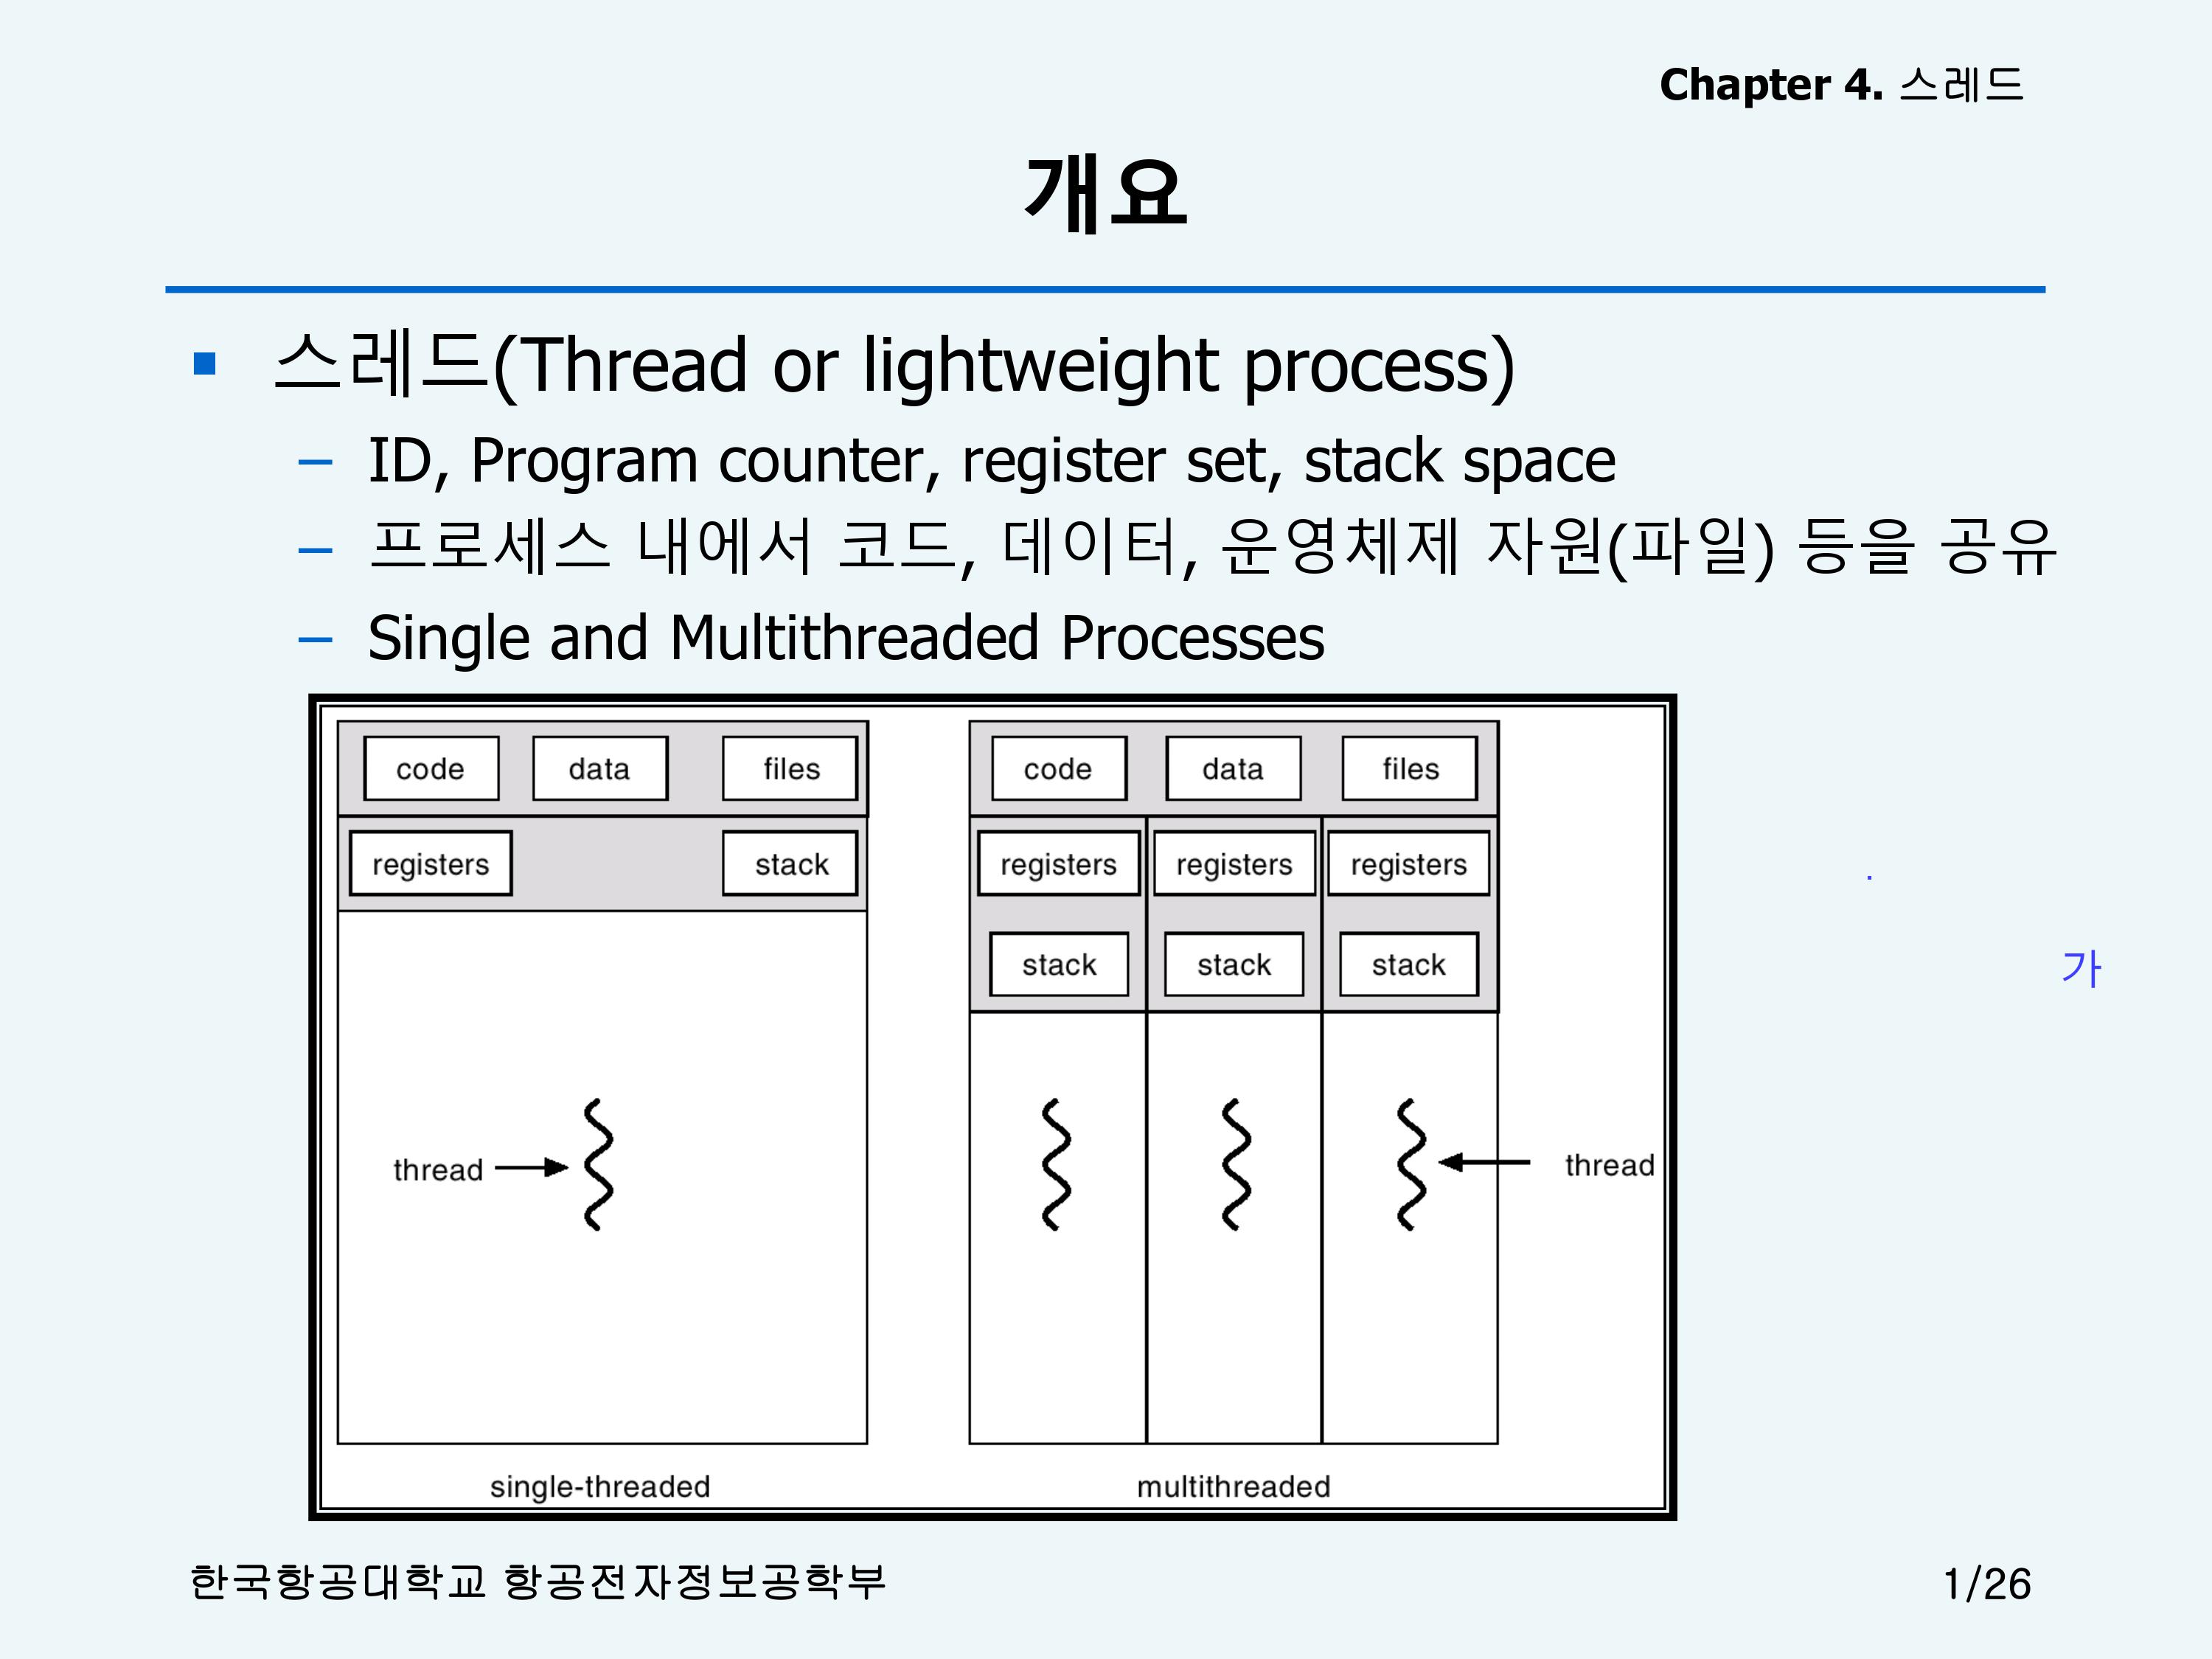 Chapter 4. 스레드
개요
스레드(Thread or lightweight process)
– ID, Program counter, register set, stack space
– 프로세스 내에서 코드, 데이터, 운영체제 자원(파일) 등을 공유
– Single and Multithreaded Processes
code data files
registers stack
thread
single-threaded
code data files
registers registers registers
stack stack stack
thread
multithreaded
.
가
한국항공대학교 항공전자정보공학부
1/26